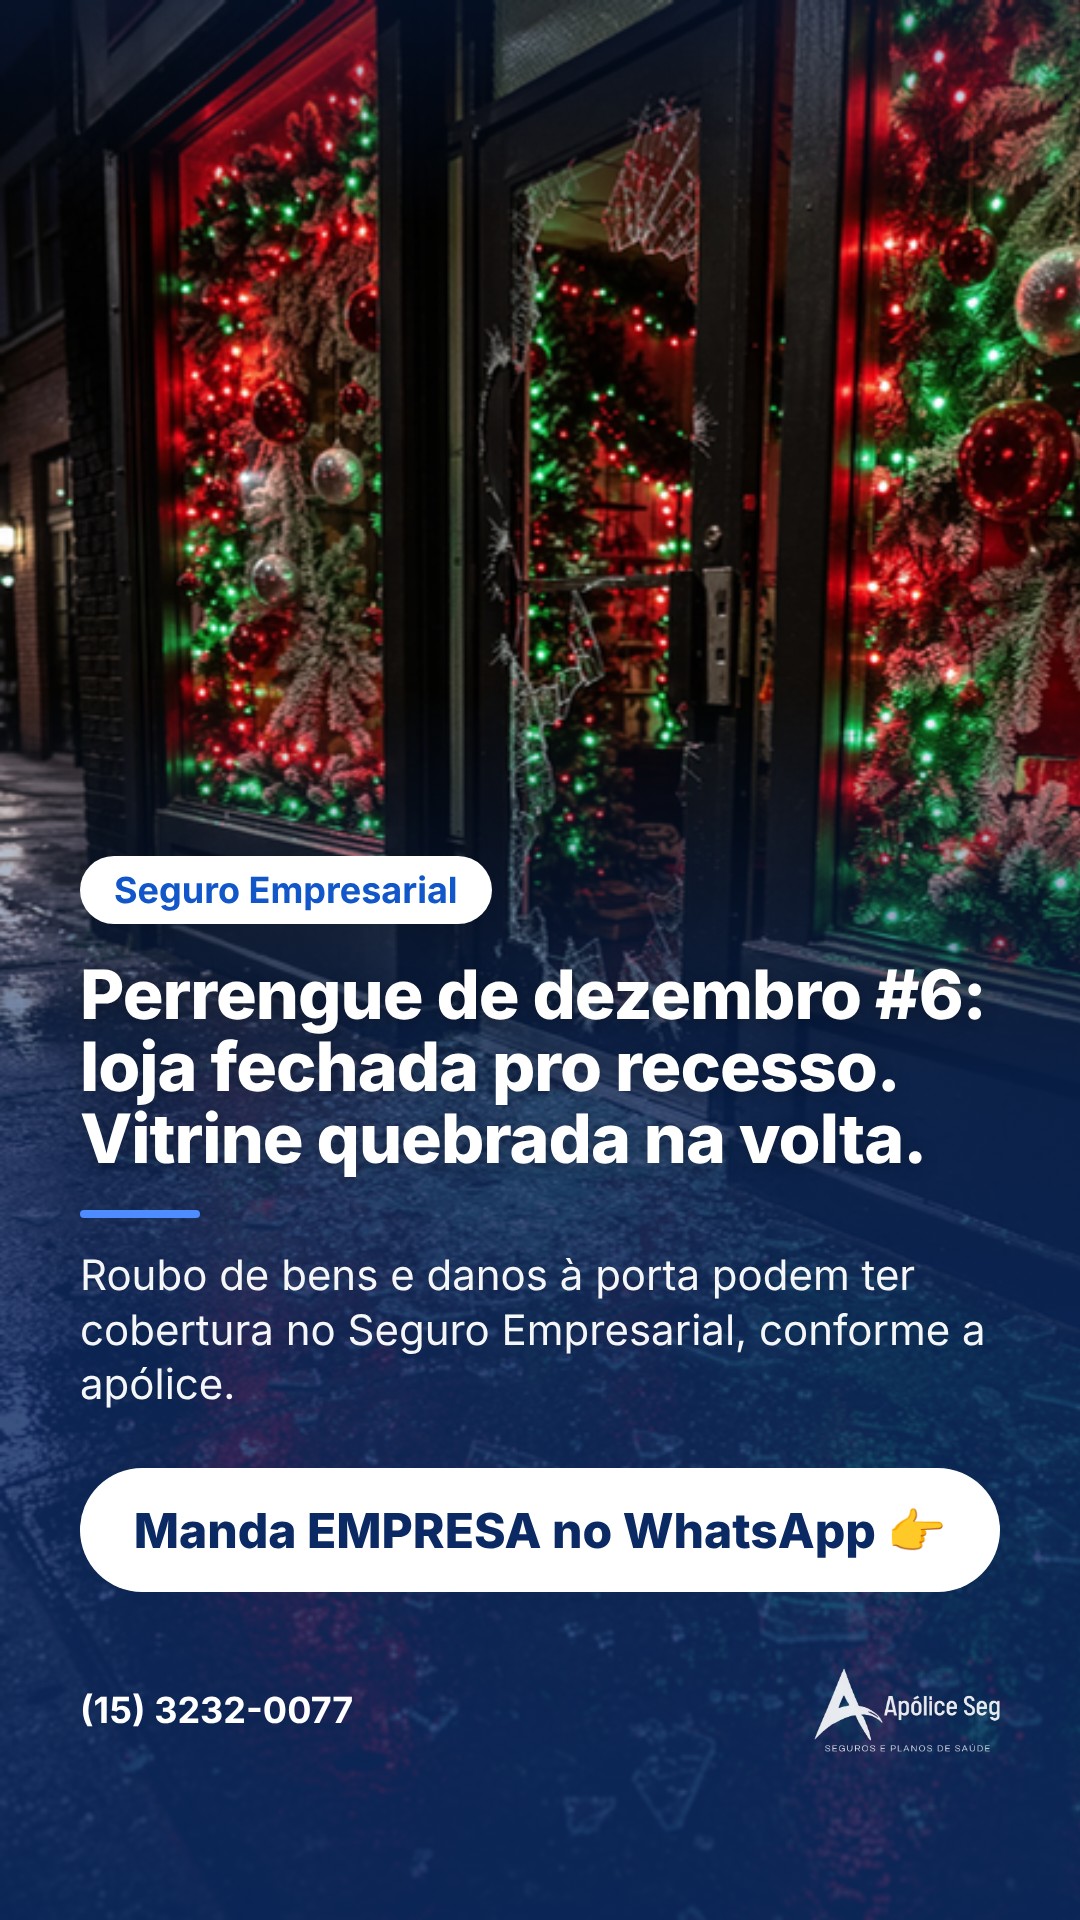 Seguro Empresarial
Perrengue de dezembro #6:
loja fechada pro recesso.
Vitrine quebrada na volta.
Roubo de bens e danos à porta podem ter
cobertura no Seguro Empresarial, conforme a
apólice.
Manda EMPRESA no WhatsApp 👉
(15) 3232-0077
Apólice Seg
SEGUROS E PLANOS DE SAÚDE